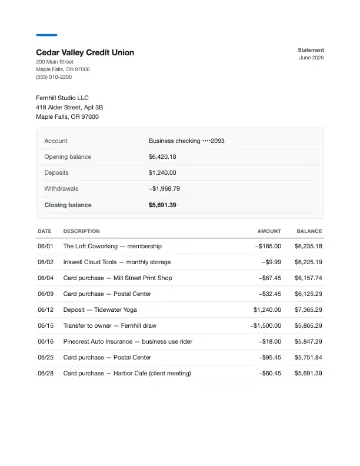 Cedar Valley Credit Union
200 Main Street
Maple Falls, OR 97000
(555) 010-2200
Statement
June 2026
Fernhill Studio LLC
418 Alder Street, Apt 3B
Maple Falls, OR 97000
Account Business checking ····2093
Opening balance $6,420.18
Deposits $1,240.00
Withdrawals −$1,968.79
Closing balance $5,691.39
DATE DESCRIPTION AMOUNT BALANCE
06/01 The Loft Coworking — membership −$185.00 $6,235.18
06/02 Inkwell Cloud Tools — monthly storage −$9.99 $6,225.19
06/04 Card purchase — Mill Street Print Shop −$67.45 $6,157.74
06/09 Card purchase — Postal Center −$32.45 $6,125.29
06/12 Deposit — Tidewater Yoga $1,240.00 $7,365.29
06/15 Transfer to owner — Fernhill draw −$1,500.00 $5,865.29
06/16 Pinecrest Auto Insurance — business use rider −$18.00 $5,847.29
06/25 Card purchase — Postal Center −$95.45 $5,751.84
06/28 Card purchase — Harbor Cafe (client meeting) −$60.45 $5,691.39